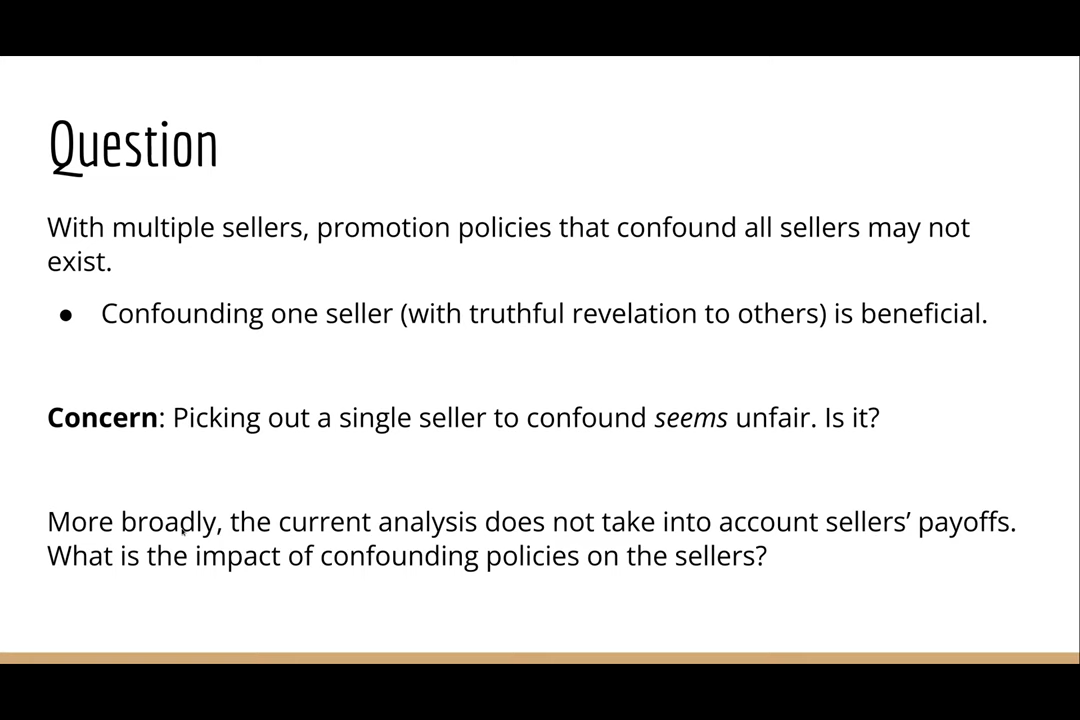 Question
With multiple sellers, promotion policies that confound all sellers may not
exist.
● Confounding one seller (with truthful revelation to others) is beneficial.
Concern: Picking out a single seller to confound seems unfair. Is it?
More broadly, the current analysis does not take into account sellers’ payoffs.
What is the impact of confounding policies on the sellers?